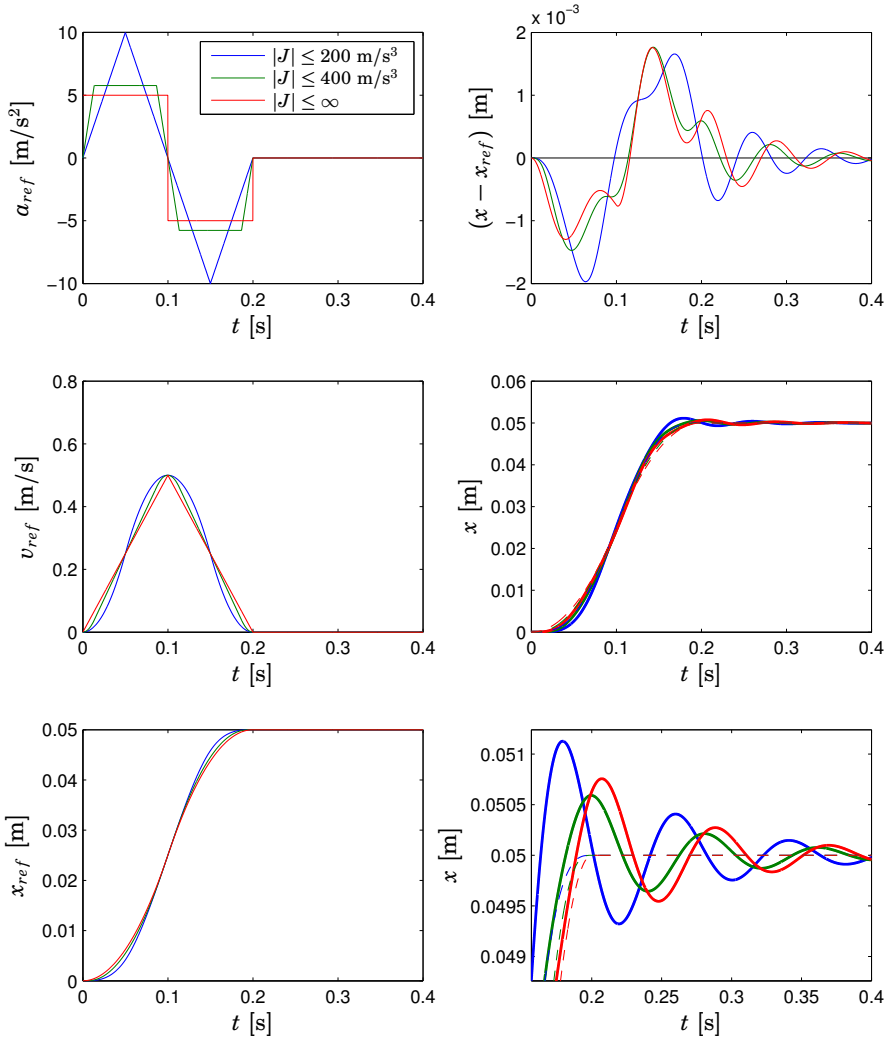 10
5
0
−5
−10
a_ref [m/s²]
|J| ≤ 200 m/s³
|J| ≤ 400 m/s³
|J| ≤ ∞
0 0.1 0.2 0.3 0.4
t [s]
x 10⁻³
2
1
0
−1
−2
(x − x_ref) [m]
0 0.1 0.2 0.3 0.4
t [s]
0.8
0.6
0.4
0.2
0
v_ref [m/s]
0 0.1 0.2 0.3 0.4
t [s]
0.06
0.05
0.04
0.03
0.02
0.01
0
x [m]
0 0.1 0.2 0.3 0.4
t [s]
0.05
0.04
0.03
0.02
0.01
0
x_ref [m]
0 0.1 0.2 0.3 0.4
t [s]
0.051
0.0505
0.05
0.0495
0.049
x [m]
0.2 0.25 0.3 0.35 0.4
t [s]